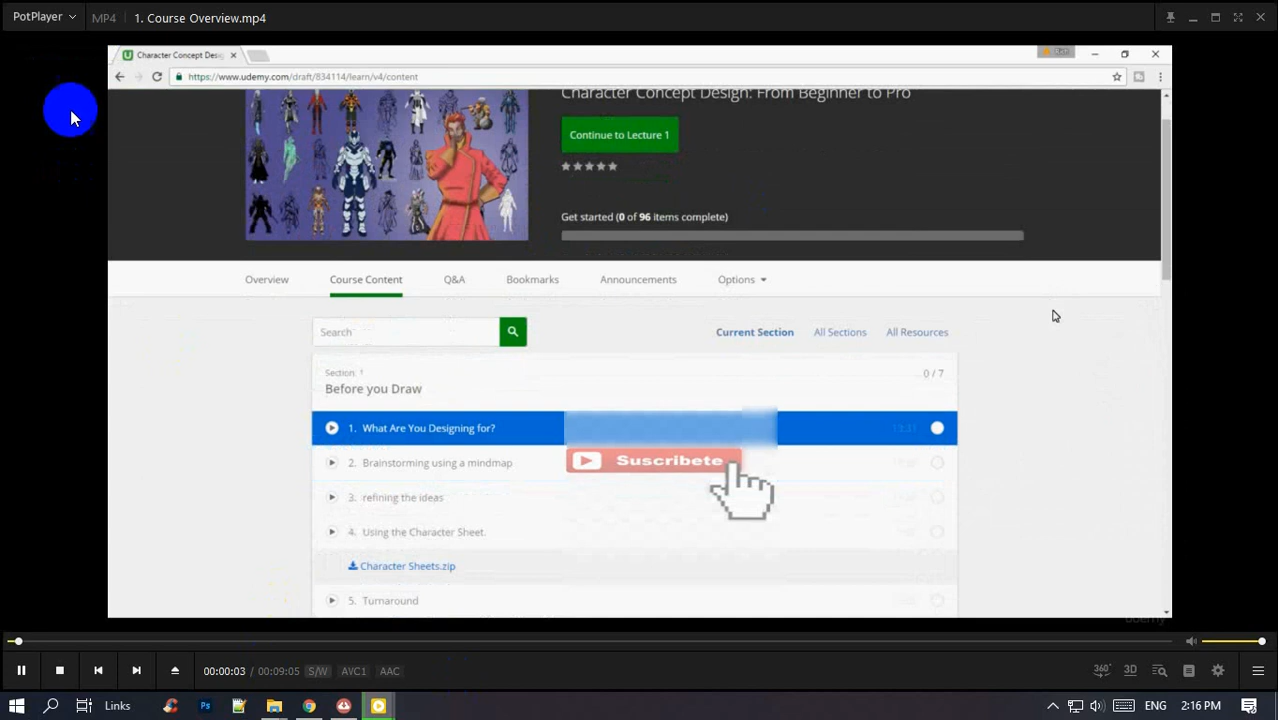 PotPlayer
MP4
1. Course Overview.mp4
Character Concept Desi
https://www.udemy.com/draft/834114/learn/v4/content
Character Concept Design: From Beginner to Pro
Continue to Lecture 1
Get started (0 of 96 items complete)
Overview
Course Content
Q&A
Bookmarks
Announcements
Options
Search
Current Section
All Sections
All Resources
Section: 1
0 / 7
Before you Draw
1. What Are You Designing for?
2. Brainstorming using a mindmap
Suscribete
3. refining the ideas
4. Using the Character Sheet.
Character Sheets.zip
5. Turnaround
udemy
00:00:03 / 00:09:05
S/W
AVC1
AAC
360°
3D
Links
Ps
ENG
2:16 PM